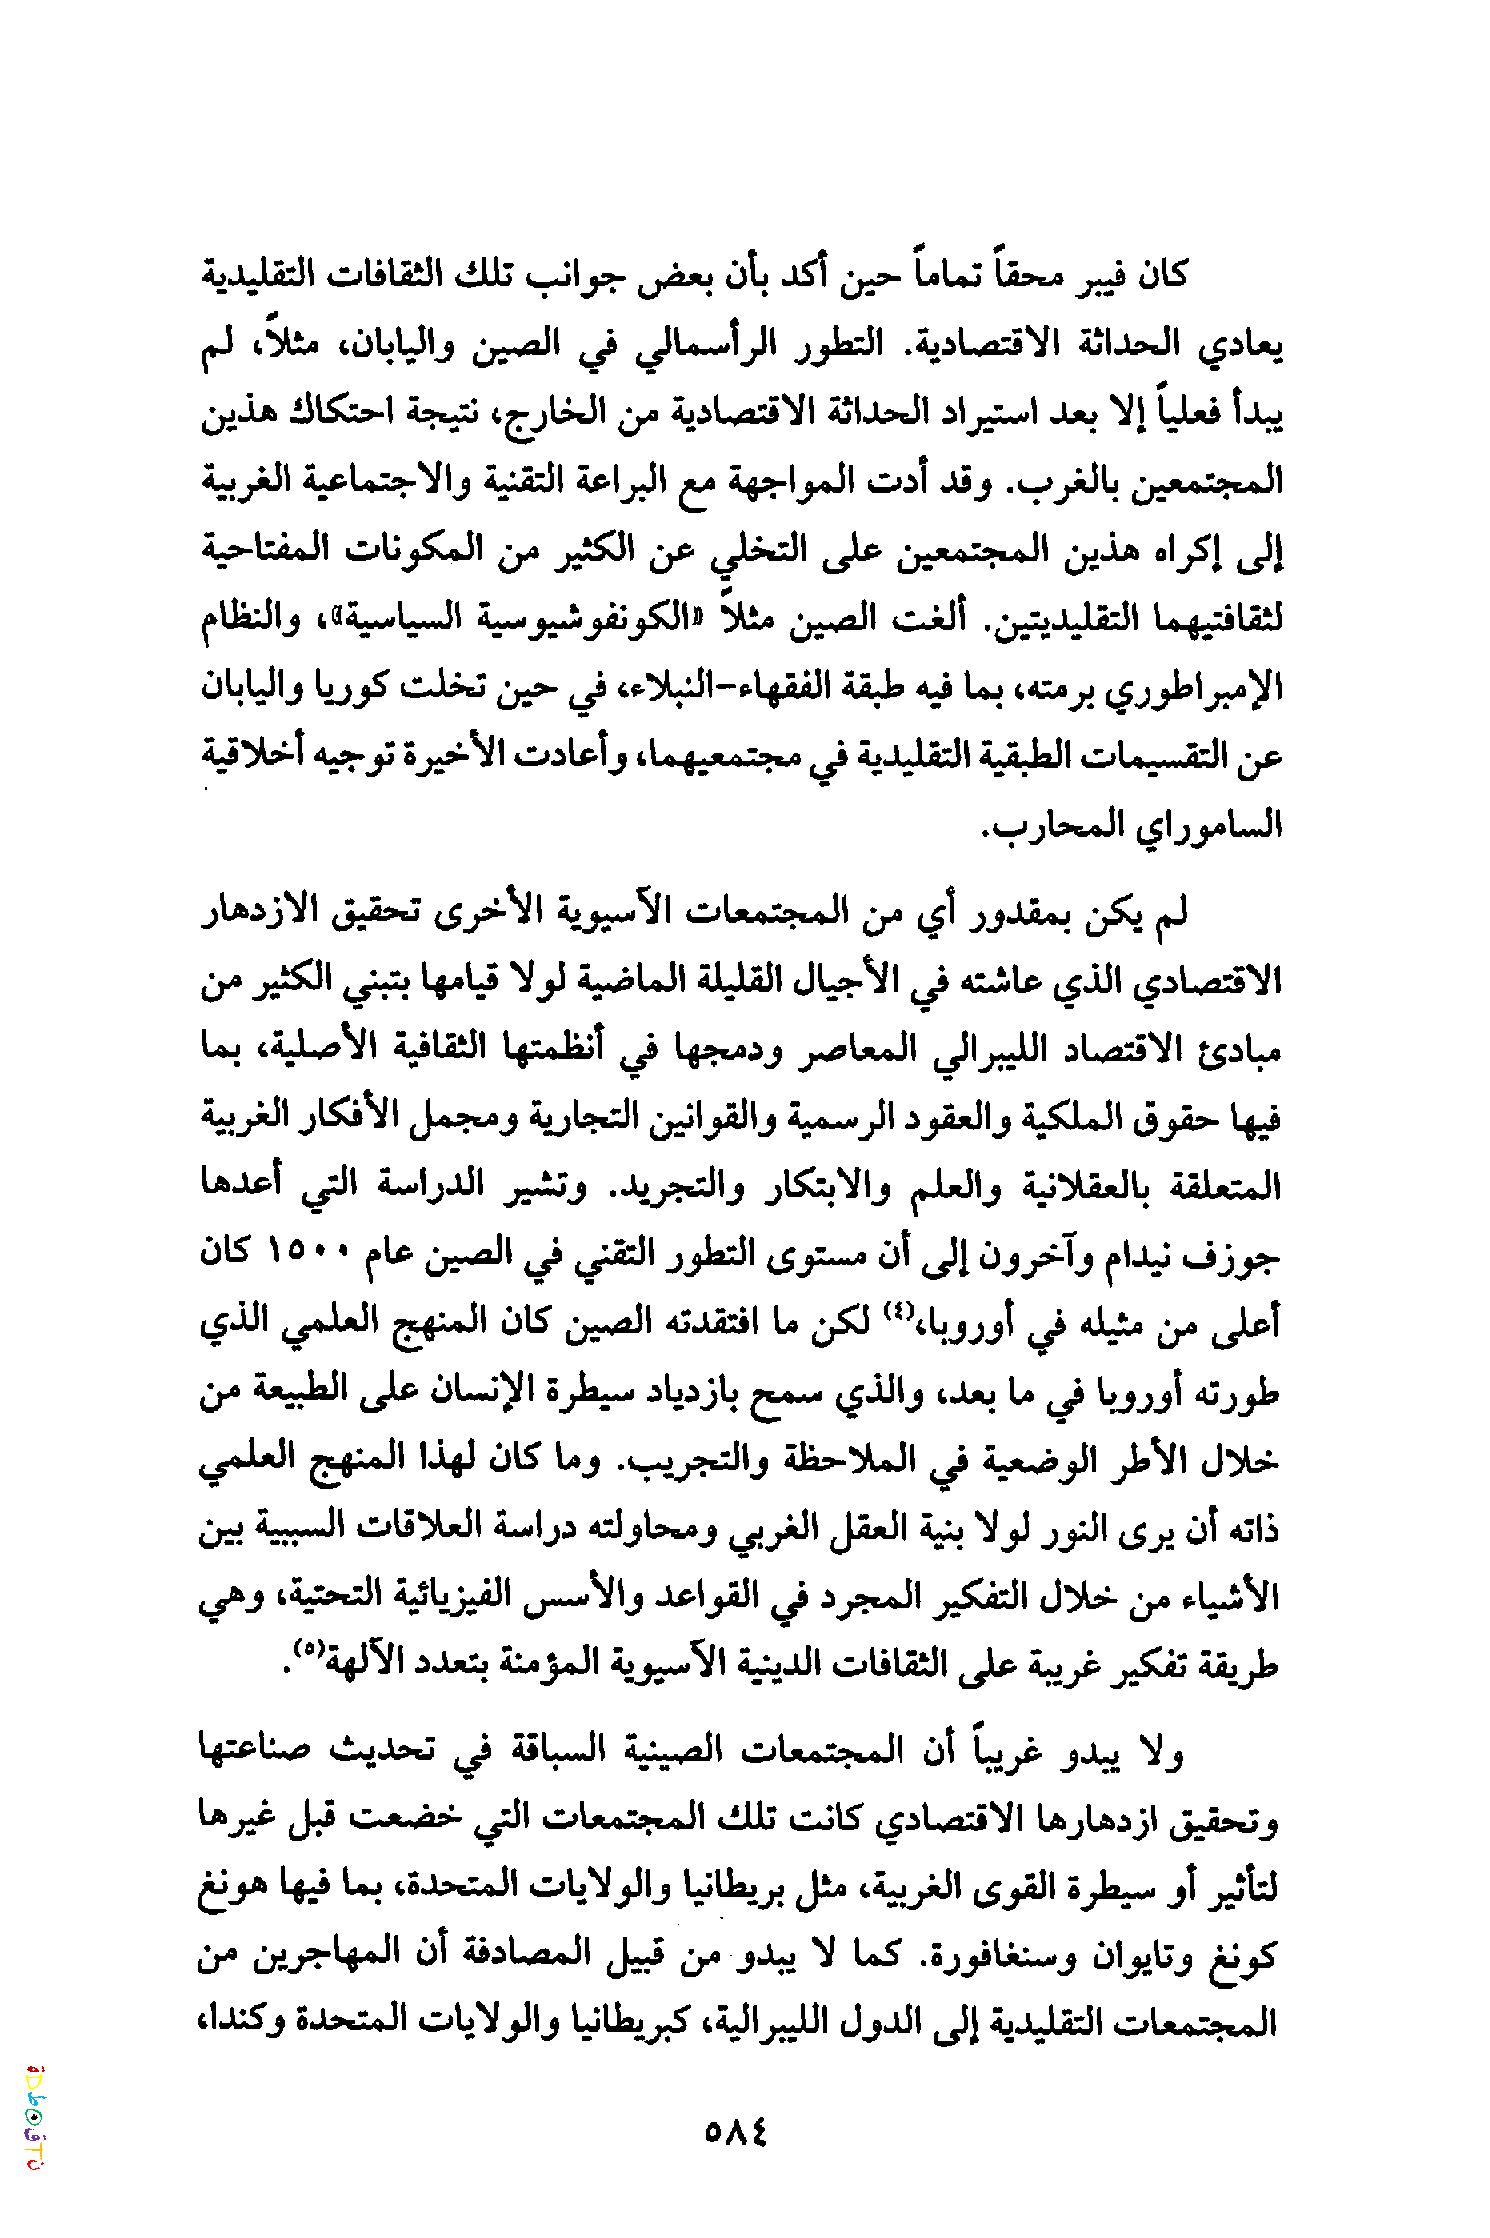 كان فيبر محقاً تماماً حين أكد بأن بعض جوانب تلك الثقافات التقليدية
يعادي الحداثة الاقتصادية. التطور الرأسمالي في الصين واليابان، مثلاً، لم
يبدأ فعلياً إلا بعد استيراد الحداثة الاقتصادية من الخارج، نتيجة احتكاك هذين
المجتمعين بالغرب. وقد أدت المواجهة مع البراعة التقنية والاجتماعية الغربية
إلى إكراه هذين المجتمعين على التخلي عن الكثير من المكونات المفتاحية
لثقافتيهما التقليديتين. ألغت الصين مثلاً «الكونفوشيوسية السياسية»، والنظام
الإمبراطوري برمته، بما فيه طبقة الفقهاء-النبلاء، في حين تخلت كوريا واليابان
عن التقسيمات الطبقية التقليدية في مجتمعيهما، وأعادت الأخيرة توجيه أخلاقية
الساموراي المحارب.
لم يكن بمقدور أي من المجتمعات الآسيوية الأخرى تحقيق الازدهار
الاقتصادي الذي عاشته في الأجيال القليلة الماضية لولا قيامها بتبني الكثير من
مبادئ الاقتصاد الليبرالي المعاصر ودمجها في أنظمتها الثقافية الأصلية، بما
فيها حقوق الملكية والعقود الرسمية والقوانين التجارية ومجمل الأفكار الغربية
المتعلقة بالعقلانية والعلم والابتكار والتجريد. وتشير الدراسة التي أعدها
جوزف نيدام وآخرون إلى أن مستوى التطور التقني في الصين عام ١٥٠٠ كان
أعلى من مثيله في أوروبا،(٤) لكن ما افتقدته الصين كان المنهج العلمي الذي
طورته أوروبا في ما بعد، والذي سمح بازدياد سيطرة الإنسان على الطبيعة من
خلال الأطر الوضعية في الملاحظة والتجريب. وما كان لهذا المنهج العلمي
ذاته أن يرى النور لولا بنية العقل الغربي ومحاولته دراسة العلاقات السببية بين
الأشياء من خلال التفكير المجرد في القواعد والأسس الفيزيائية التحتية، وهي
طريقة تفكير غريبة على الثقافات الدينية الآسيوية المؤمنة بتعدد الآلهة(٥).
ولا يبدو غريباً أن المجتمعات الصينية السباقة في تحديث صناعتها
وتحقيق ازدهارها الاقتصادي كانت تلك المجتمعات التي خضعت قبل غيرها
لتأثير أو سيطرة القوى الغربية، مثل بريطانيا والولايات المتحدة، بما فيها هونغ
كونغ وتايوان وسنغافورة. كما لا يبدو من قبيل المصادفة أن المهاجرين من
المجتمعات التقليدية إلى الدول الليبرالية، كبريطانيا والولايات المتحدة وكندا،
٥٨٤